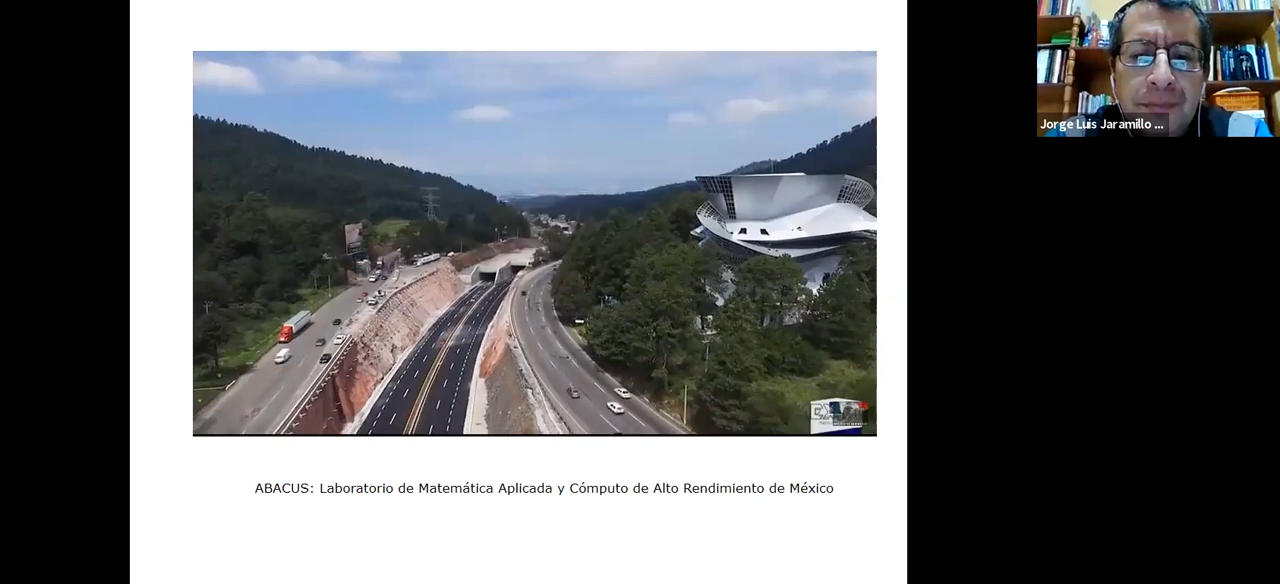 Jorge Luis Jaramillo ...
ABACUS: Laboratorio de Matemática Aplicada y Cómputo de Alto Rendimiento de México